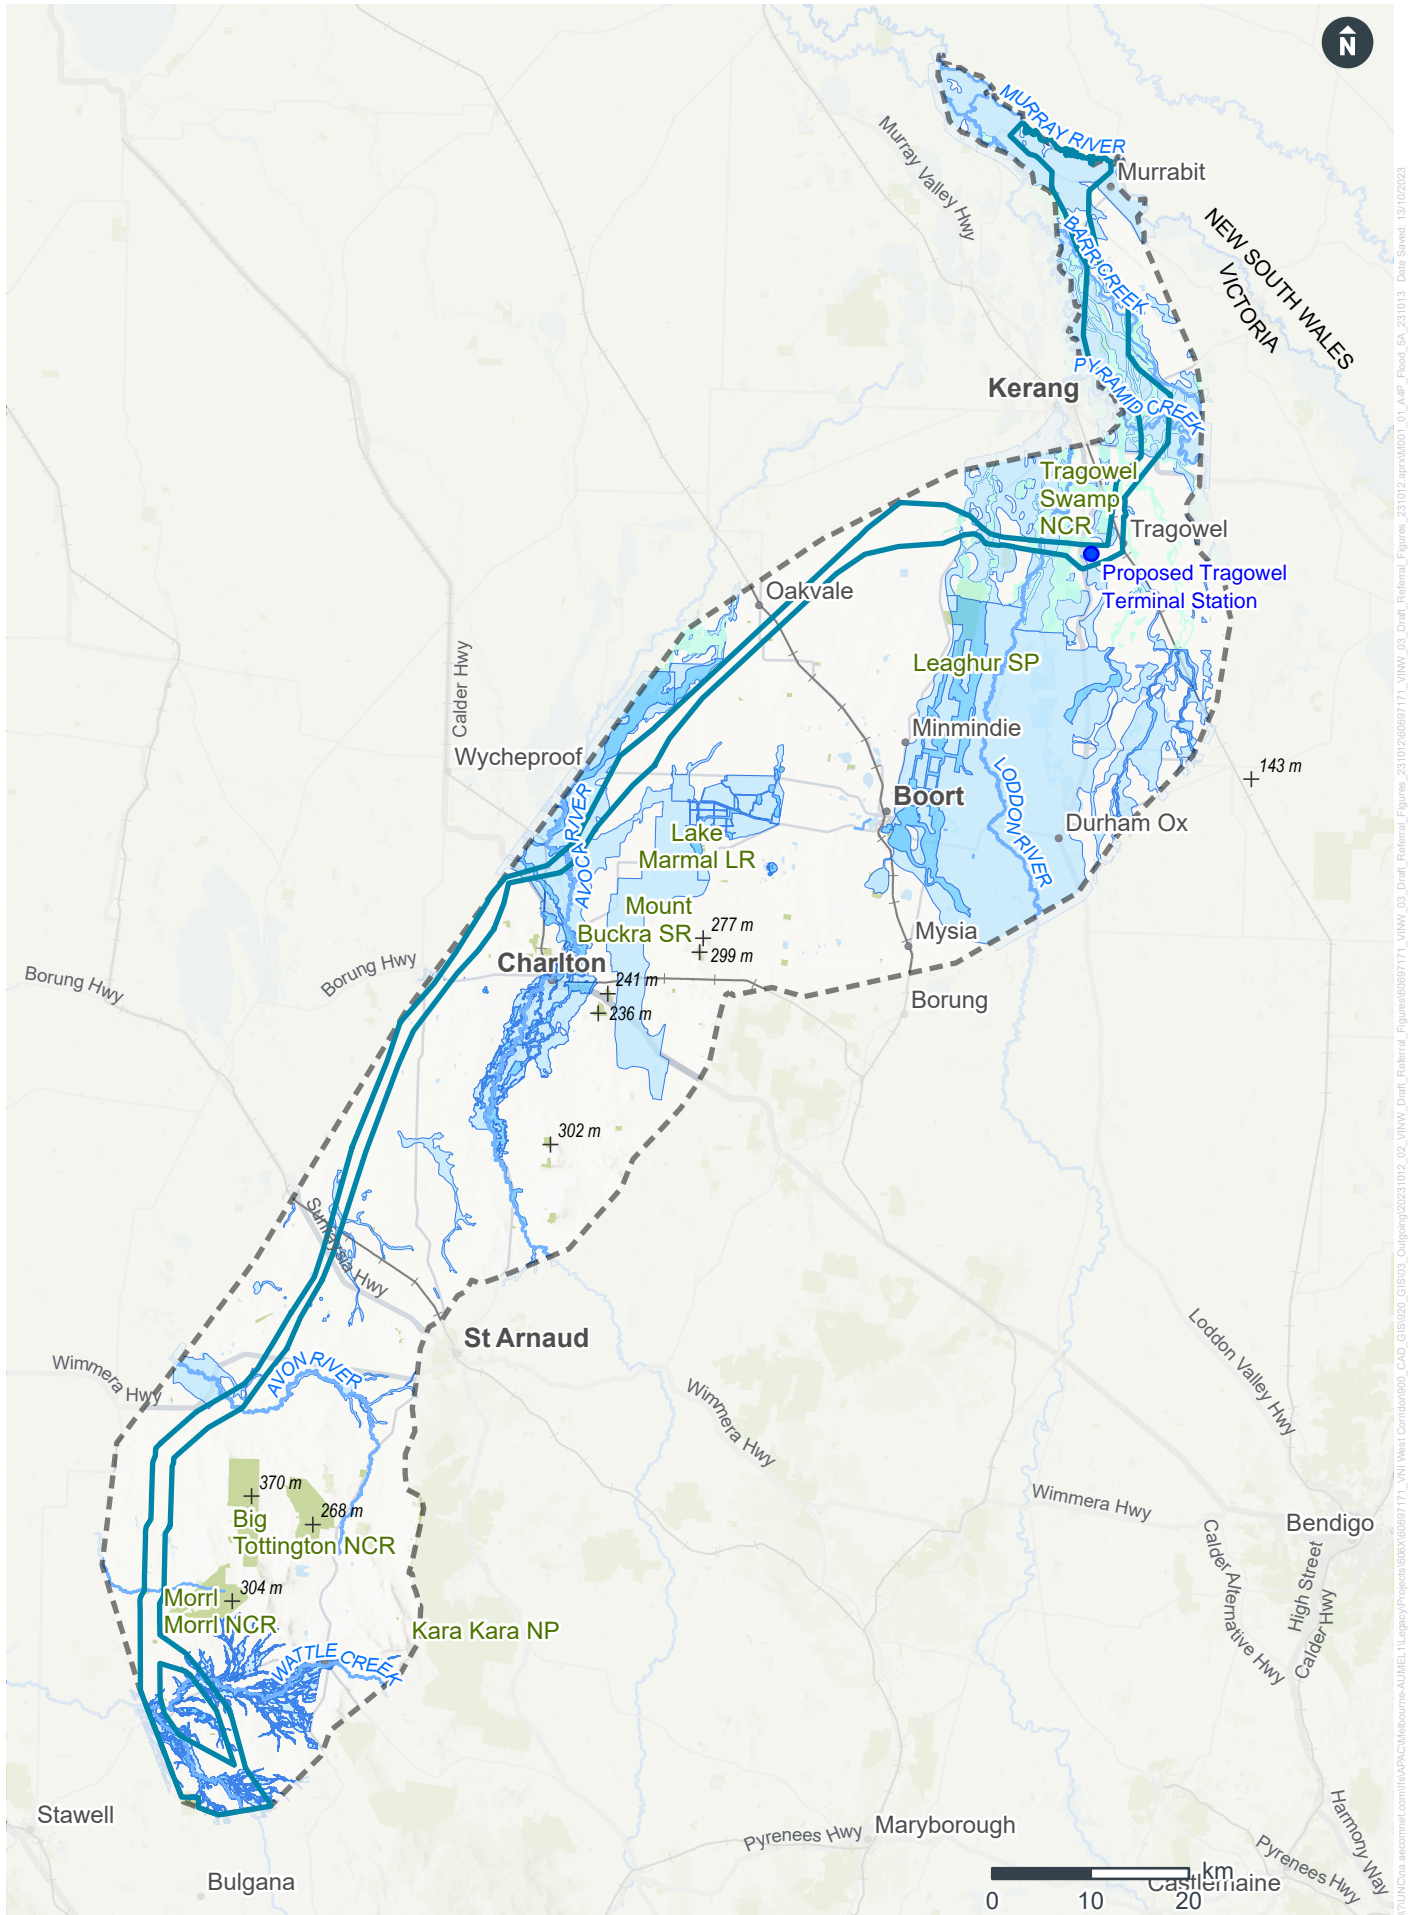 N
MURRAY RIVER
Murrabit
Murray Valley Hwy
NEW SOUTH WALES
VICTORIA
BARR CREEK
Kerang
PYRAMID CREEK
Tragowel
Swamp
NCR
Tragowel
Proposed Tragowel
Terminal Station
Oakvale
Calder Hwy
Leaghur SP
Wycheproof
Minmindie
143 m
Boort
LODDON RIVER
AVOCA RIVER
Durham Ox
Lake
Marmal LR
Mount
Buckra SR
277 m
299 m
Mysia
Charlton
241 m
236 m
Borung Hwy
Borung Hwy
Borung
302 m
Sunraysia Hwy
St Arnaud
Loddon Valley Hwy
Wimmera Hwy
AVON RIVER
Wimmera Hwy
370 m
268 m
Big
Tottington NCR
Wimmera Hwy
Bendigo
Calder Alternative Hwy
High Street
Calder Hwy
304 m
Morrl
Morrl NCR
Kara Kara NP
WATTLE CREEK
Stawell
Bulgana
Pyrenees Hwy
Maryborough
Harmony Way
Pyrenees Hwy
Castlemaine
km
0 10 20